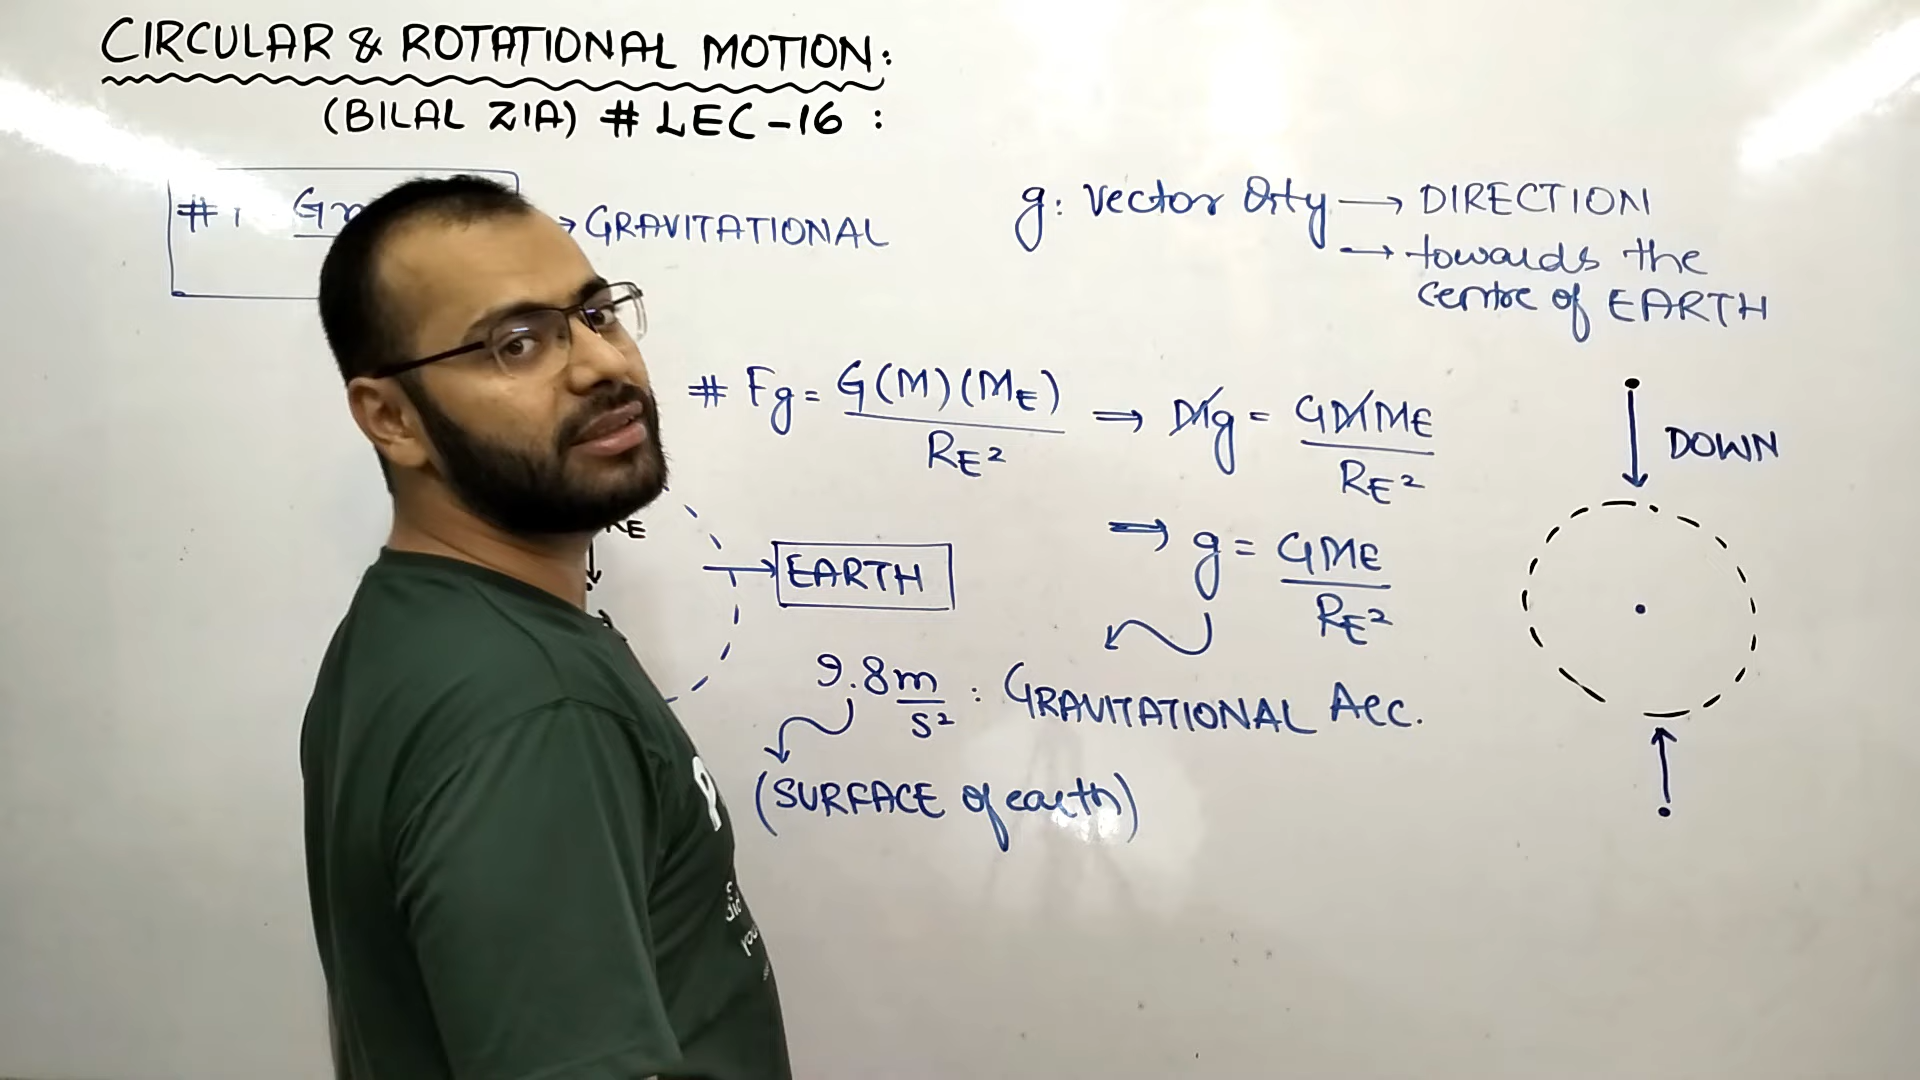 CIRCULAR & ROTATIONAL MOTION:
(BILAL ZIA) # LEC-16 :
# → GRAVITATIONAL
g: Vector Qty → DIRECTION
→ towards the
centre of EARTH
# Fg = G(M)(ME) / RE² ⇒ Mg = GMME / RE²
DOWN
RE
→ EARTH
⇒ g = GME / RE²
9.8 m/s² : GRAVITATIONAL Acc.
(SURFACE of earth)